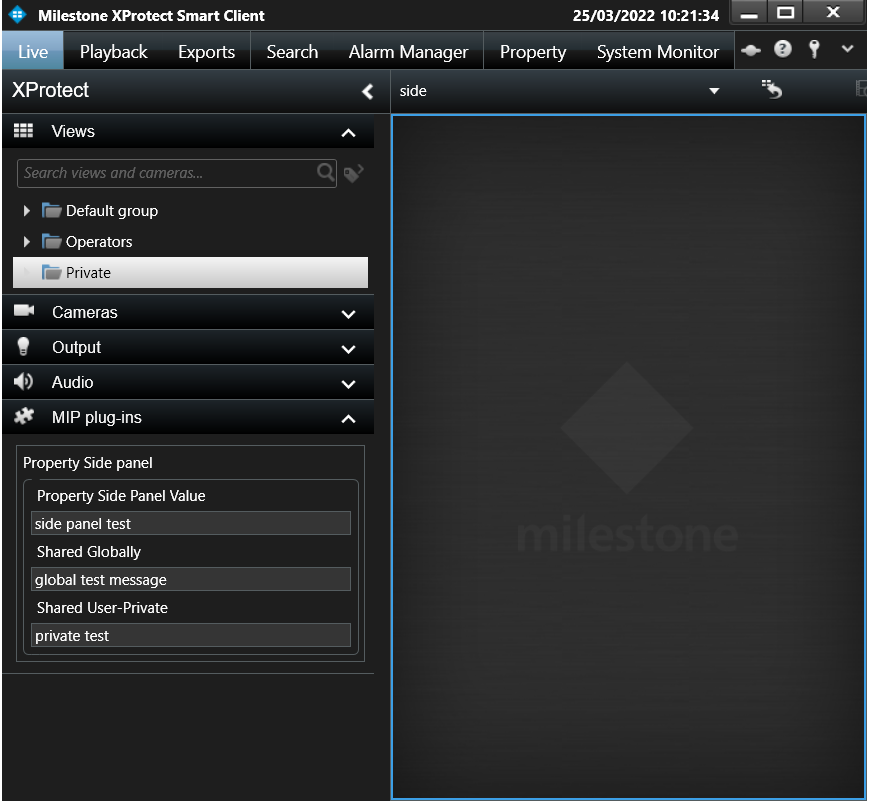 Milestone XProtect Smart Client 25/03/2022 10:21:34
Live Playback Exports Search Alarm Manager Property System Monitor
XProtect
side
Views
Search views and cameras...
Default group
Operators
Private
Cameras
Output
Audio
MIP plug-ins
Property Side panel
Property Side Panel Value
side panel test
Shared Globally
global test message
Shared User-Private
private test
milestone